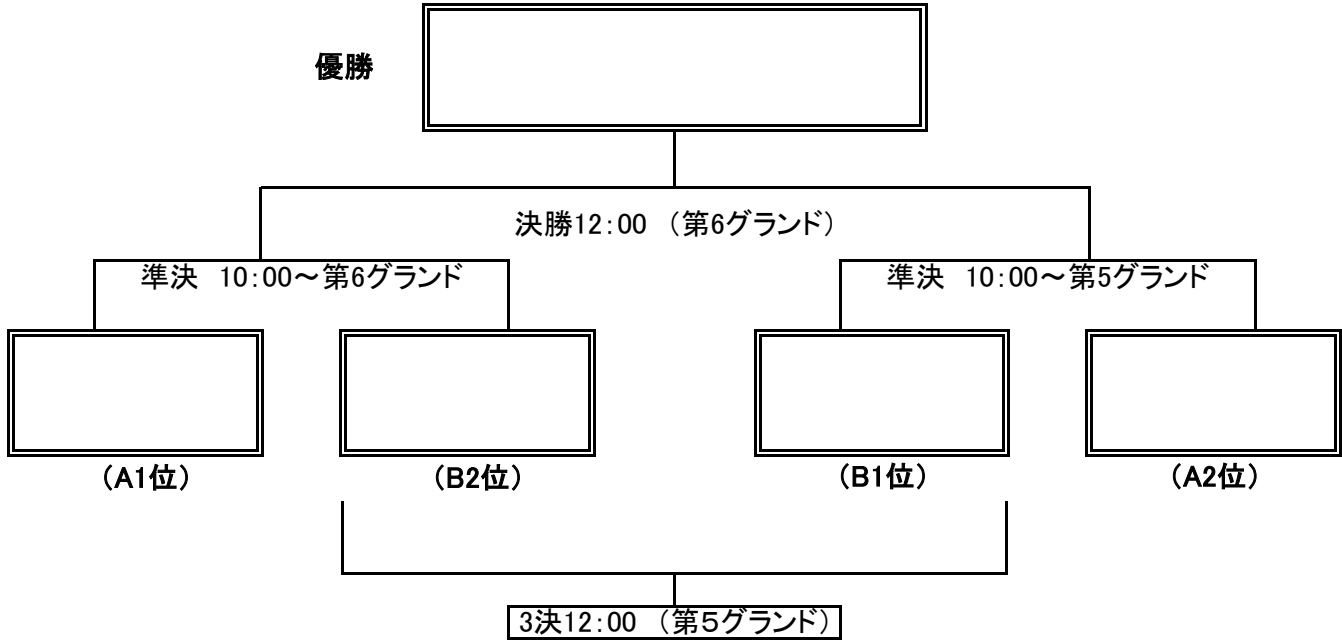 優勝
決勝12:00 （第6グランド）
準決 10:00～第6グランド
準決 10:00～第5グランド
（A1位）
（B2位）
（B1位）
（A2位）
3決12:00 （第５グランド）